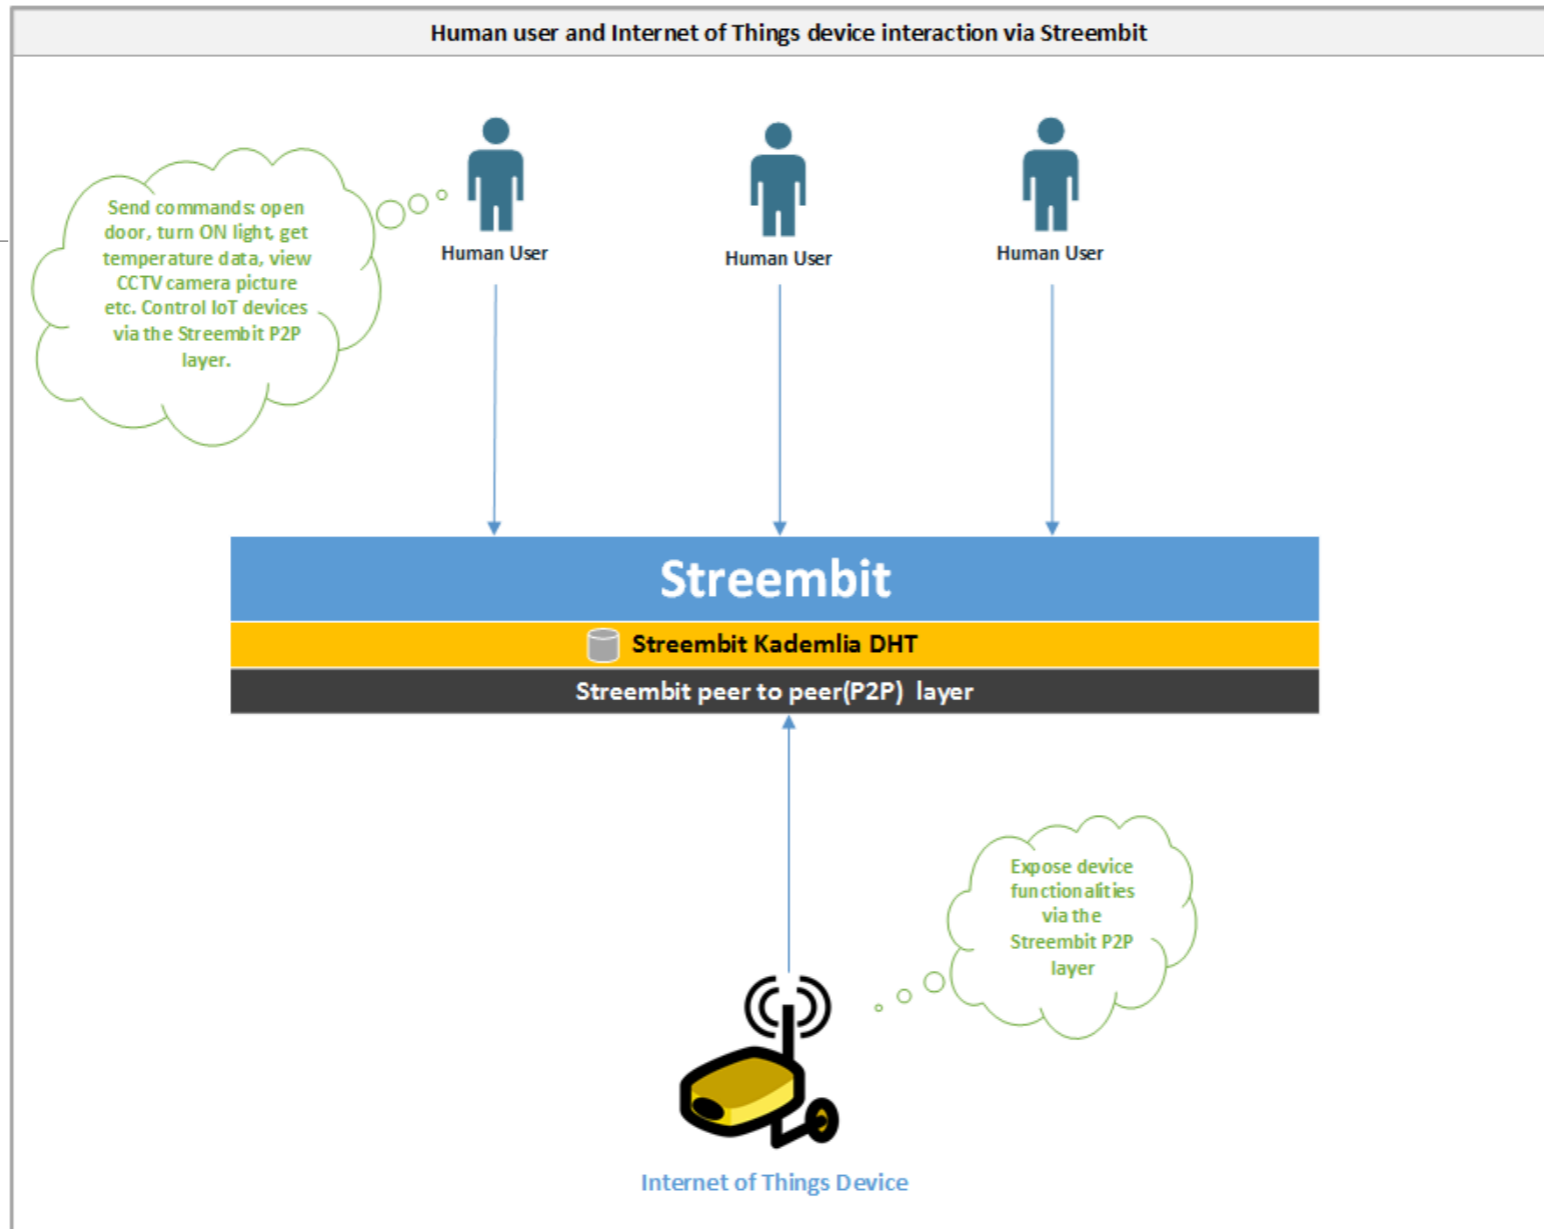 Human user and Internet of Things device interaction via Streembit
Send commands: open
door, turn ON light, get
temperature data, view
CCTV camera picture
etc. Control IoT devices
via the Streembit P2P
layer.
Human User
Human User
Human User
Streembit
Streembit Kademlia DHT
Streembit peer to peer(P2P) layer
Expose device
functionalities
via the
Streembit P2P
layer
Internet of Things Device